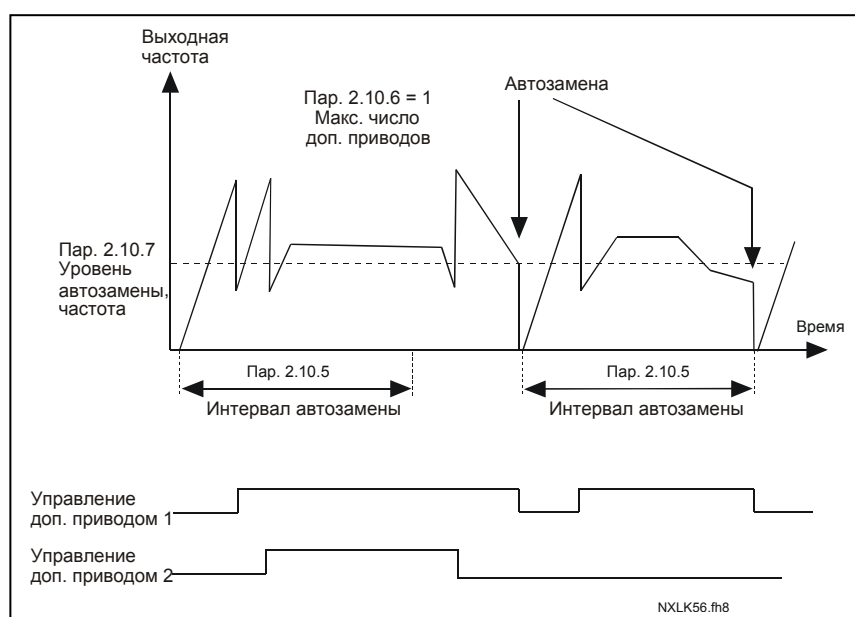 Выходная
частота
Пар. 2.10.6 = 1
Макс. число
доп. приводов
Автозамена
Пар. 2.10.7
Уровень
автозамены,
частота
Время
Пар. 2.10.5
Пар. 2.10.5
Интервал автозамены
Интервал автозамены
Управление
доп. приводом 1
Управление
доп. приводом 2
NXLK56.fh8